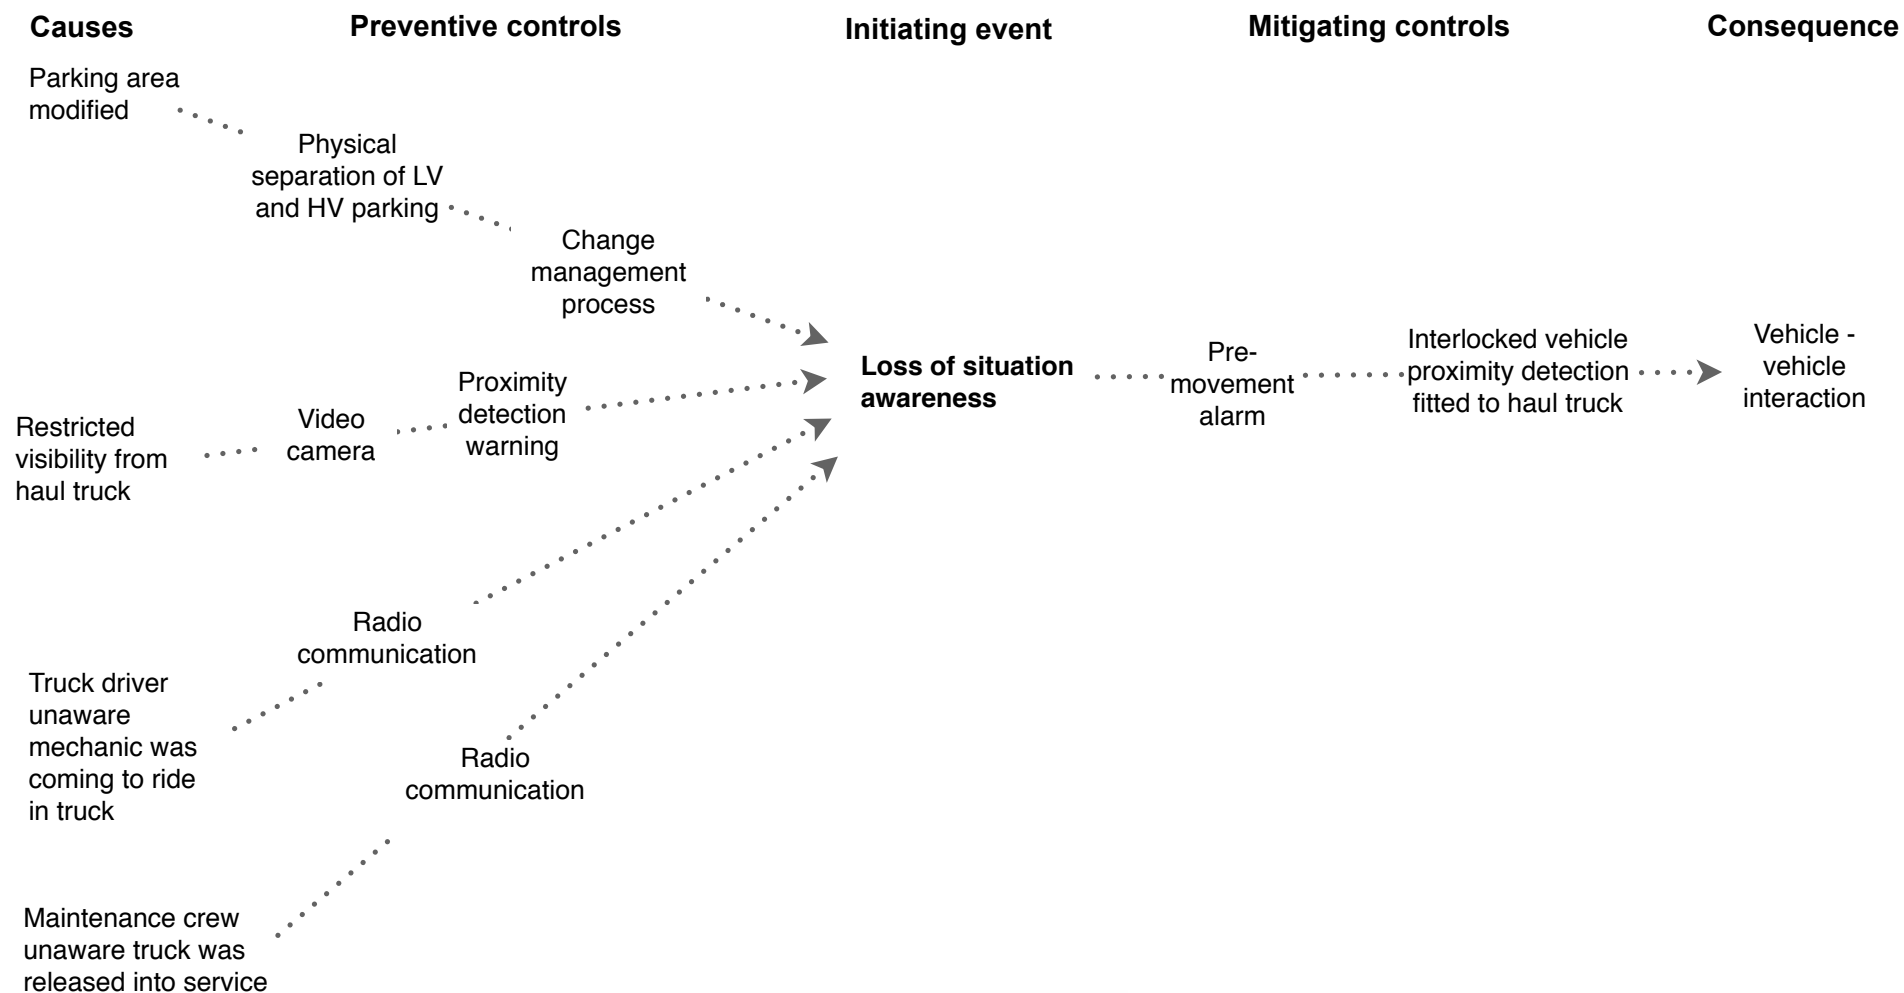 Causes
Preventive controls
Initiating event
Mitigating controls
Consequence
Parking area
modified
Physical
separation of LV
and HV parking
Change
management
process
Restricted
visibility from
haul truck
Video
camera
Proximity
detection
warning
Truck driver
unaware
mechanic was
coming to ride
in truck
Radio
communication
Maintenance crew
unaware truck was
released into service
Radio
communication
Loss of situation
awareness
Pre-
movement
alarm
Interlocked vehicle
proximity detection
fitted to haul truck
Vehicle -
vehicle
interaction